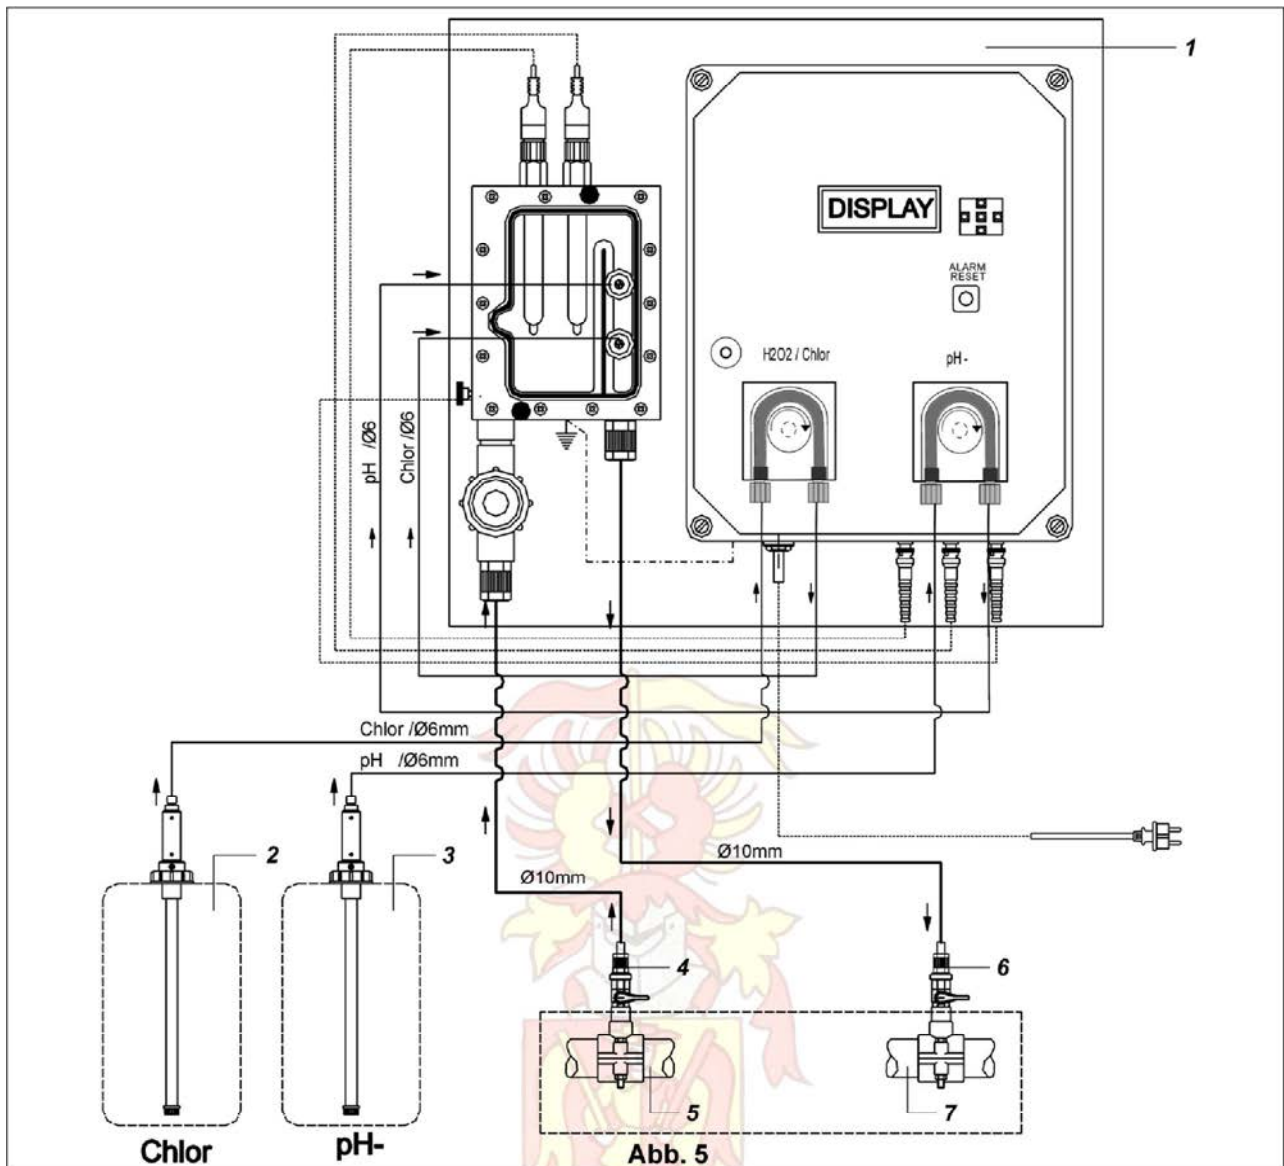 1
DISPLAY
ALARM
RESET
H2O2 / Chlor
pH -
pH /Ø6
Chlor /Ø6
Chlor /Ø6mm
pH /Ø6mm
Ø10mm
Ø10mm
2
3
4
6
5
7
Chlor
pH-
Abb. 5